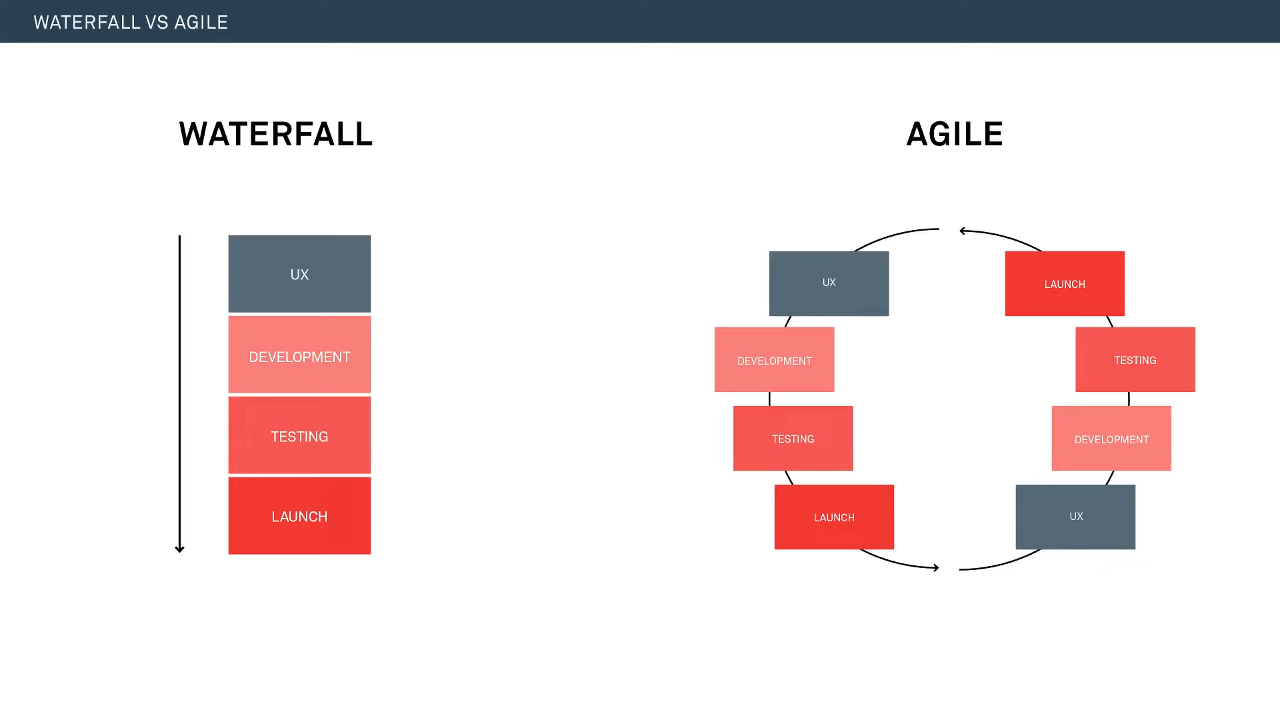 WATERFALL VS AGILE
WATERFALL
UX
DEVELOPMENT
TESTING
LAUNCH
AGILE
UX
DEVELOPMENT
TESTING
LAUNCH
LAUNCH
TESTING
DEVELOPMENT
UX